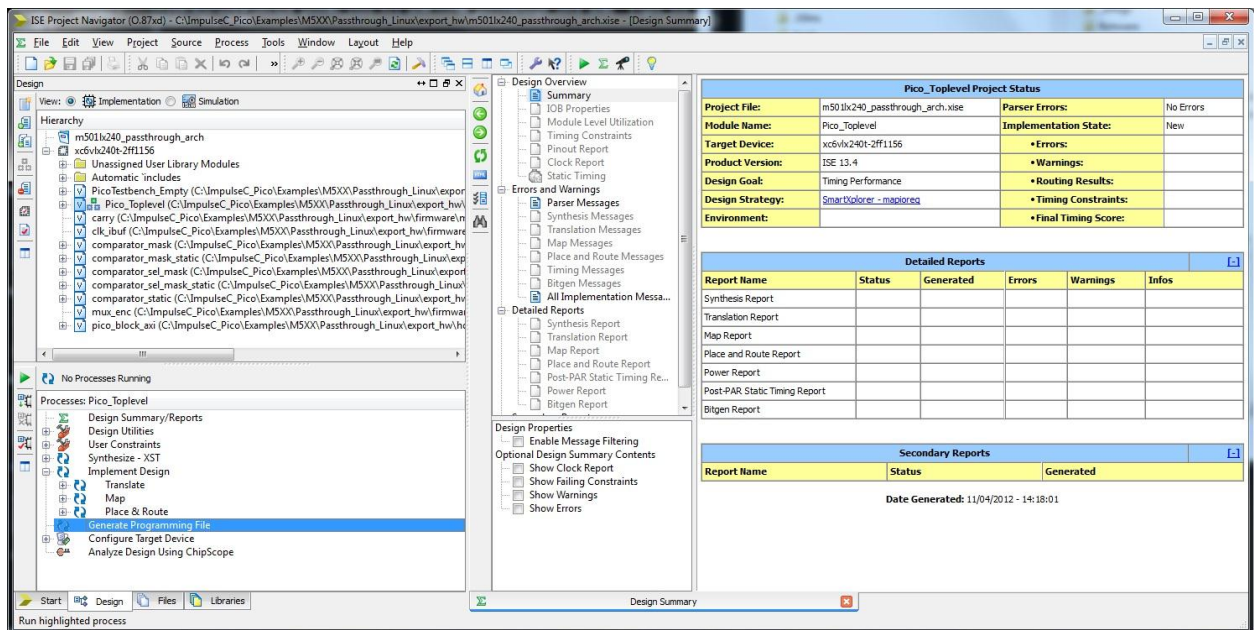 ISE Project Navigator (O.87xd) - C:\ImpulseC_Pico\Examples\M5XX\Passthrough_Linux\export_hw\m501lx240_passthrough_arch.xise - [Design Summary]
File Edit View Project Source Process Tools Window Layout Help
Design
View: Implementation Simulation
Hierarchy
m501lx240_passthrough_arch
xc6vlx240t-2ff1156
Unassigned User Library Modules
Automatic `includes
PicoTestbench_Empty (C:\ImpulseC_Pico\Examples\M5XX\Passthrough_Linux\expor
Pico_Toplevel (C:\ImpulseC_Pico\Examples\M5XX\Passthrough_Linux\export_hw\
carry (C:\ImpulseC_Pico\Examples\M5XX\Passthrough_Linux\export_hw\firmware\m
clk_ibuf (C:\ImpulseC_Pico\Examples\M5XX\Passthrough_Linux\export_hw\firmware
comparator_mask (C:\ImpulseC_Pico\Examples\M5XX\Passthrough_Linux\export_hw
comparator_mask_static (C:\ImpulseC_Pico\Examples\M5XX\Passthrough_Linux\exp
comparator_sel_mask (C:\ImpulseC_Pico\Examples\M5XX\Passthrough_Linux\export
comparator_sel_mask_static (C:\ImpulseC_Pico\Examples\M5XX\Passthrough_Linux\
comparator_static (C:\ImpulseC_Pico\Examples\M5XX\Passthrough_Linux\export_hw
mux_enc (C:\ImpulseC_Pico\Examples\M5XX\Passthrough_Linux\export_hw\firmwar
pico_block_axi (C:\ImpulseC_Pico\Examples\M5XX\Passthrough_Linux\export_hw\hd
No Processes Running
Processes: Pico_Toplevel
Design Summary/Reports
Design Utilities
User Constraints
Synthesize - XST
Implement Design
Translate
Map
Place & Route
Generate Programming File
Configure Target Device
Analyze Design Using ChipScope
Start Design Files Libraries
Run highlighted process
Design Overview
Summary
IOB Properties
Module Level Utilization
Timing Constraints
Pinout Report
Clock Report
Static Timing
Errors and Warnings
Parser Messages
Synthesis Messages
Translation Messages
Map Messages
Place and Route Messages
Timing Messages
Bitgen Messages
All Implementation Messa...
Detailed Reports
Synthesis Report
Translation Report
Map Report
Place and Route Report
Post-PAR Static Timing Re...
Power Report
Bitgen Report
Design Properties
Enable Message Filtering
Optional Design Summary Contents
Show Clock Report
Show Failing Constraints
Show Warnings
Show Errors
Design Summary
Pico_Toplevel Project Status
Project File: m501lx240_passthrough_arch.xise Parser Errors: No Errors
Module Name: Pico_Toplevel Implementation State: New
Target Device: xc6vlx240t-2ff1156 •Errors:
Product Version: ISE 13.4 •Warnings:
Design Goal: Timing Performance •Routing Results:
Design Strategy: SmartXplorer - mapioreg •Timing Constraints:
Environment: •Final Timing Score:
Detailed Reports [-]
Report Name Status Generated Errors Warnings Infos
Synthesis Report
Translation Report
Map Report
Place and Route Report
Power Report
Post-PAR Static Timing Report
Bitgen Report
Secondary Reports [-]
Report Name Status Generated
Date Generated: 11/04/2012 - 14:18:01